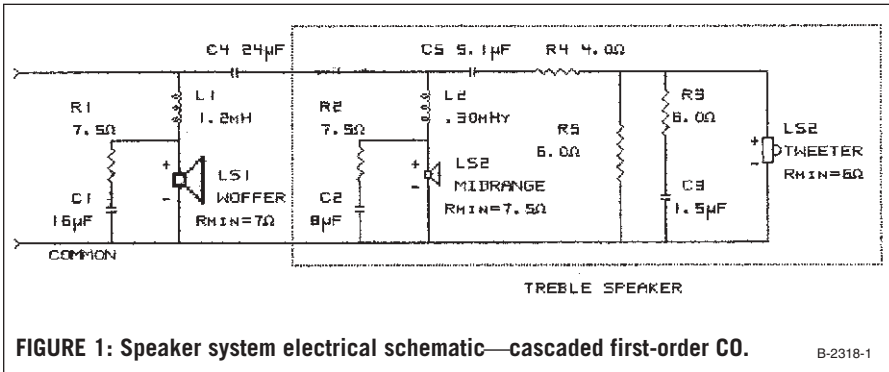 C4 24µF
C5 5.1µF
R4 4.0Ω
R1
7.5Ω
L1
1.2mH
R2
7.5Ω
L2
.30mHy
R5
6.0Ω
R3
6.0Ω
LS2
TWEETER
RMIN=6Ω
+
-
LS1
WOFFER
RMIN=7Ω
+
-
LS2
MIDRANGE
RMIN=7.5Ω
+
-
C1
16µF
C2
8µF
C3
1.5µF
COMMON
TREBLE SPEAKER
FIGURE 1: Speaker system electrical schematic—cascaded first-order CO.
B-2318-1